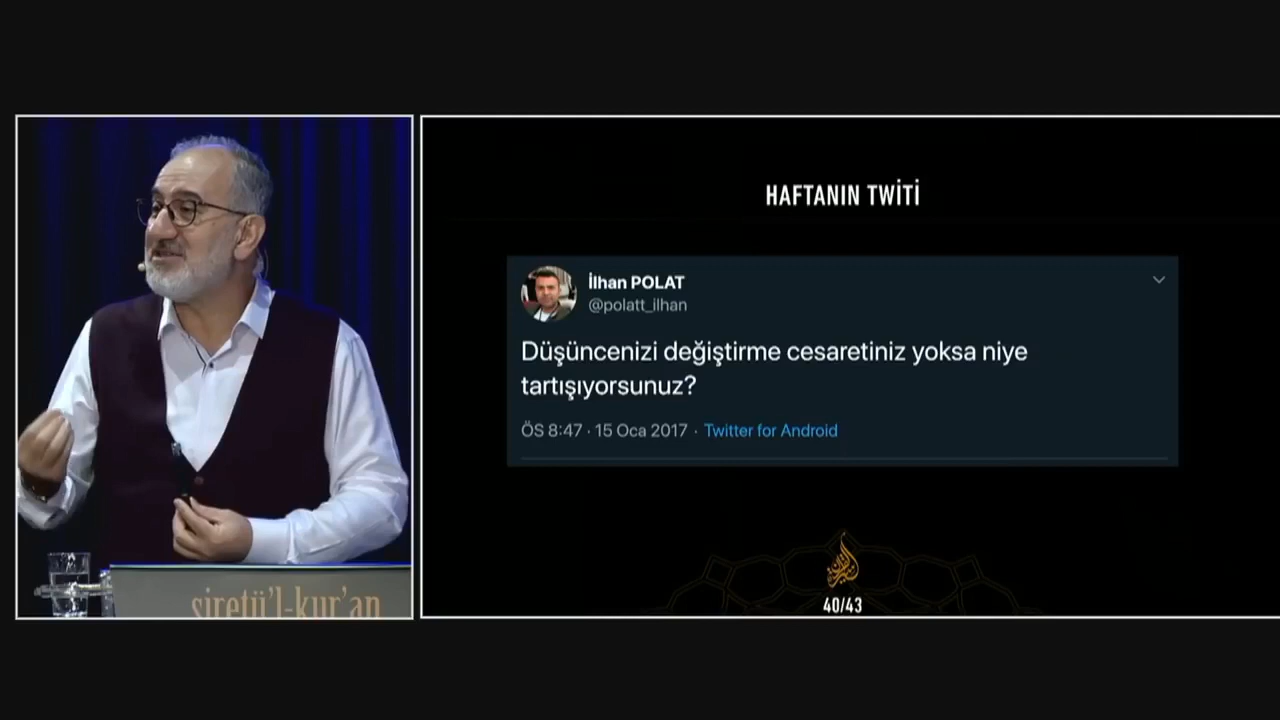 HAFTANIN TWİTİ
İlhan POLAT
@polatt_ilhan
Düşüncenizi değiştirme cesaretiniz yoksa niye
tartışıyorsunuz?
ÖS 8:47 · 15 Oca 2017 · Twitter for Android
40/43
siretü'l-kur'an